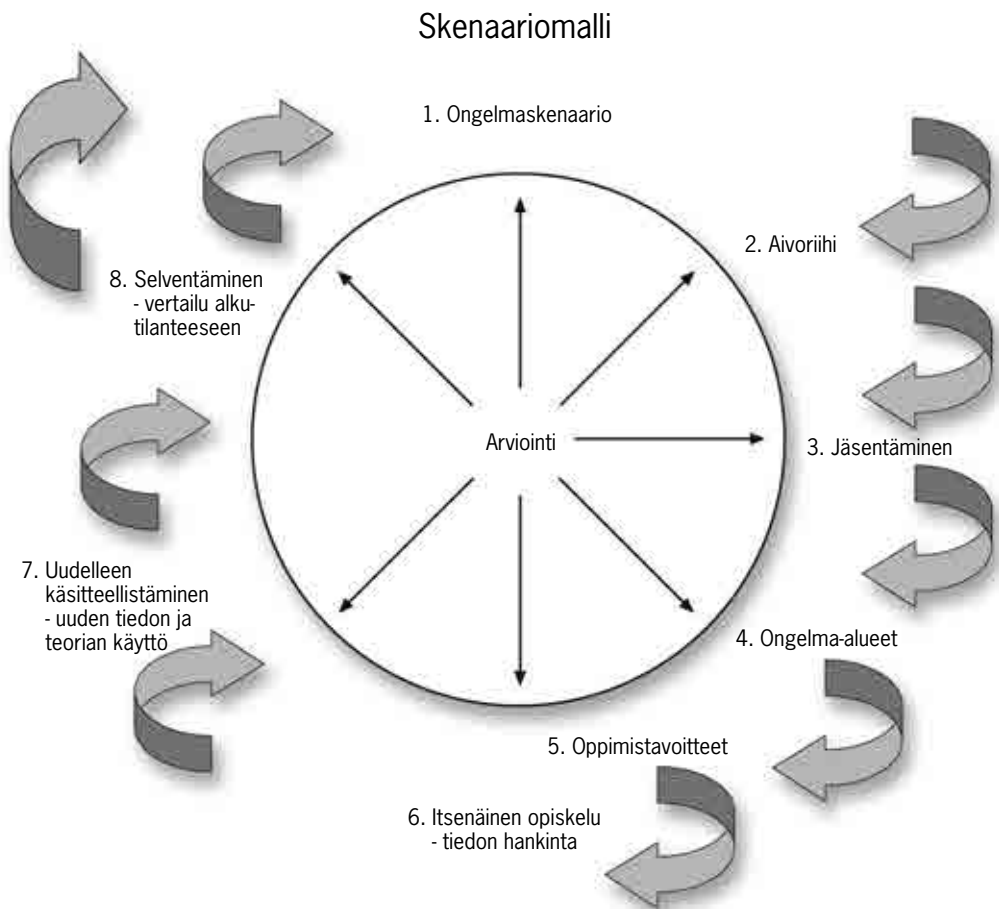 Skenaariomalli
1. Ongelmaskenaario
2. Aivoriihi
3. Jäsentäminen
4. Ongelma-alueet
5. Oppimistavoitteet
6. Itsenäinen opiskelu
- tiedon hankinta
7. Uudelleen
käsitteellistäminen
- uuden tiedon ja
teorian käyttö
8. Selventäminen
- vertailu alku-
tilanteeseen
Arviointi